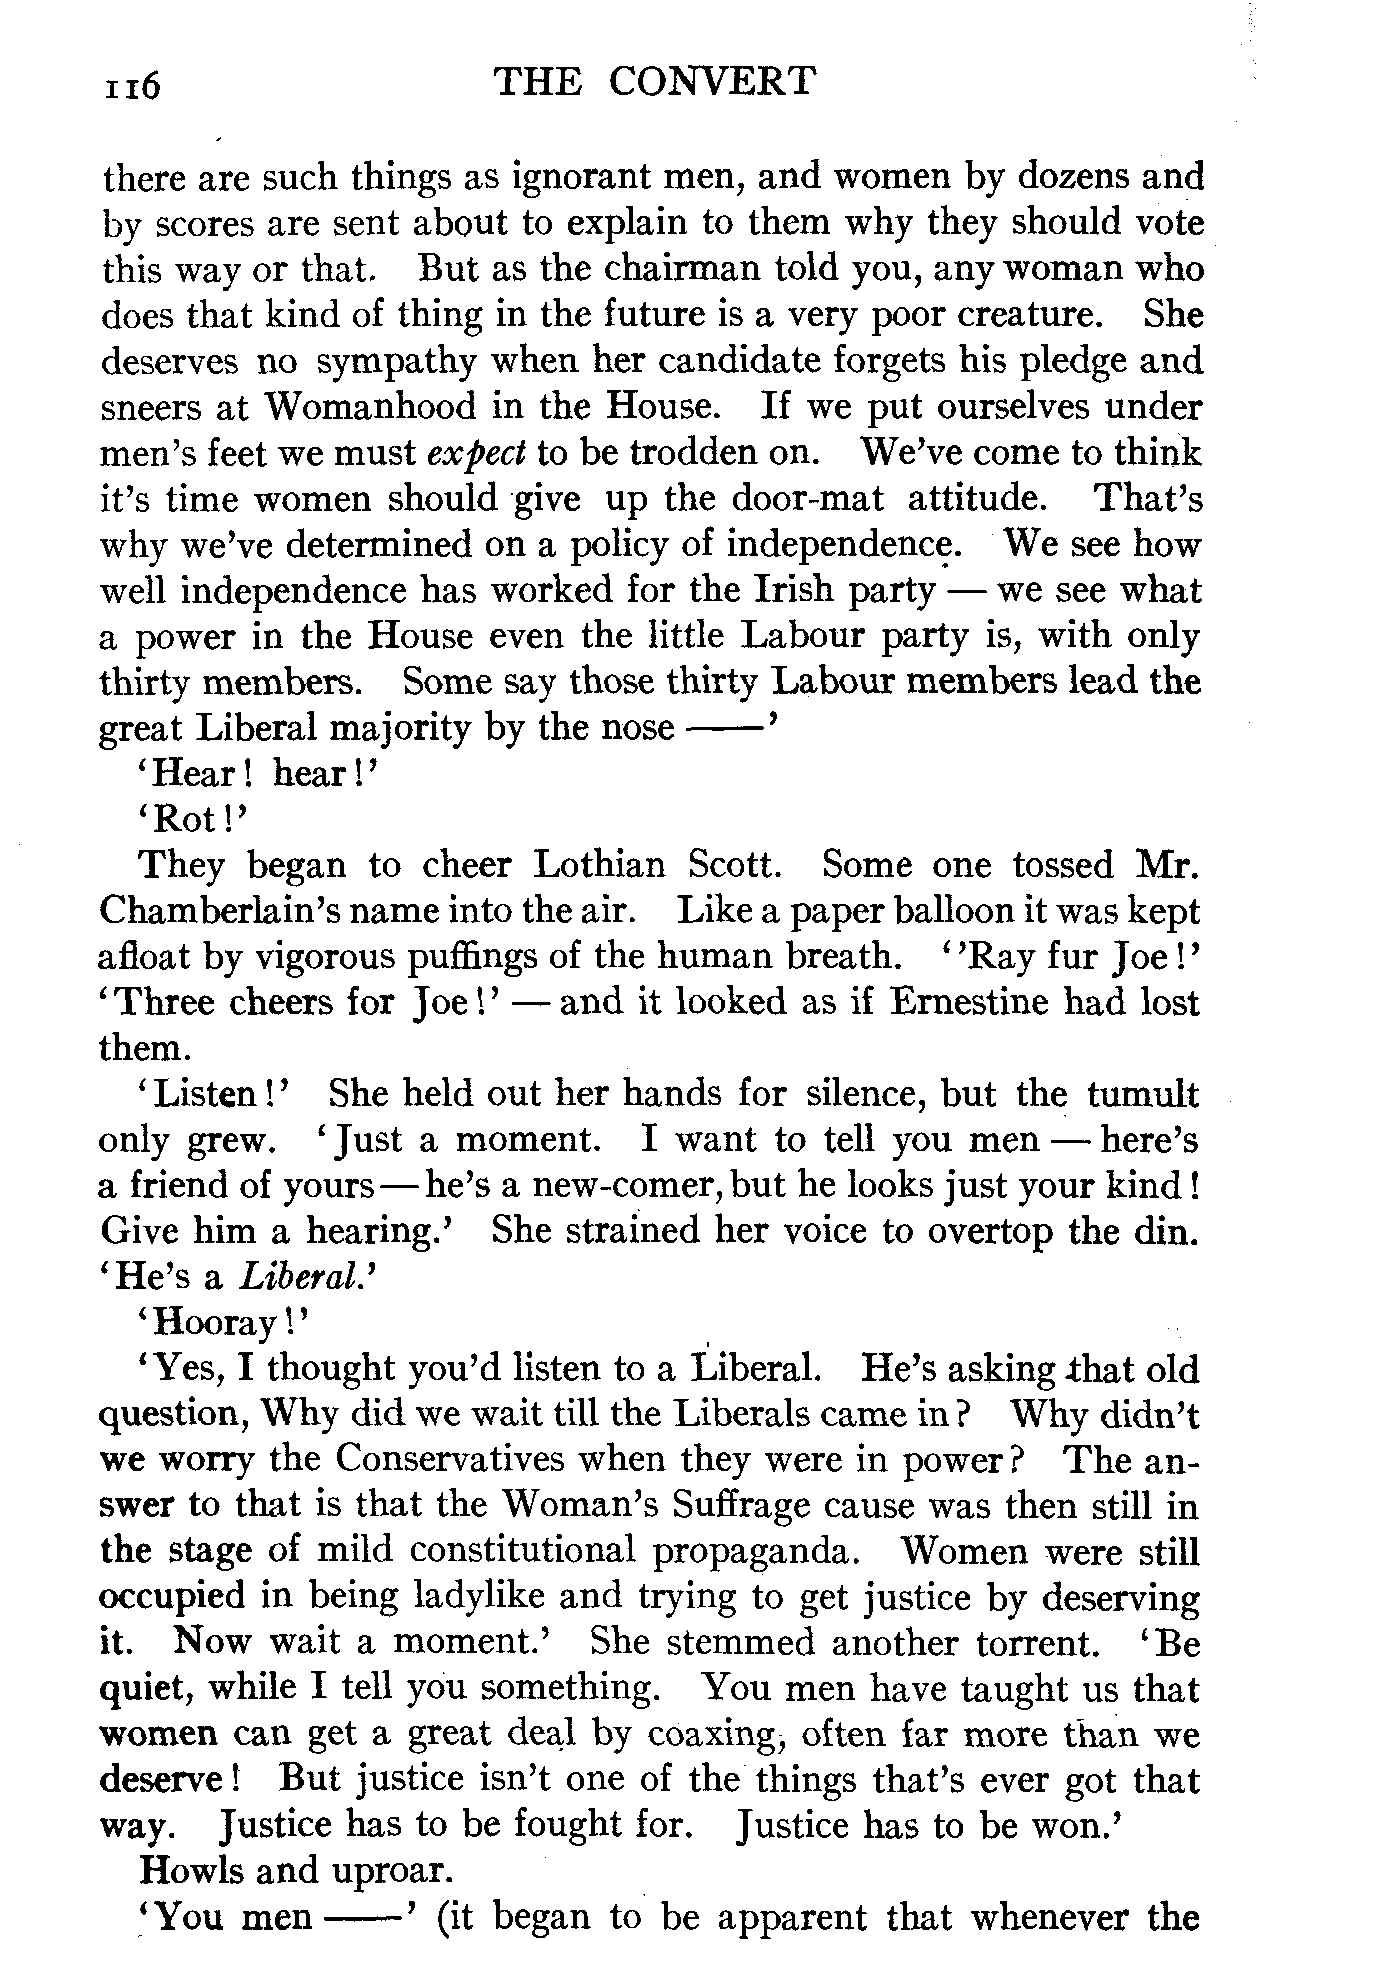 116 THE CONVERT
there are such things as ignorant men, and women by dozens and
by scores are sent about to explain to them why they should vote
this way or that. But as the chairman told you, any woman who
does that kind of thing in the future is a very poor creature. She
deserves no sympathy when her candidate forgets his pledge and
sneers at Womanhood in the House. If we put ourselves under
men's feet we must expect to be trodden on. We've come to think
it's time women should give up the door-mat attitude. That's
why we've determined on a policy of independence. We see how
well independence has worked for the Irish party — we see what
a power in the House even the little Labour party is, with only
thirty members. Some say those thirty Labour members lead the
great Liberal majority by the nose ——'
'Hear! hear!'
'Rot!'
They began to cheer Lothian Scott. Some one tossed Mr.
Chamberlain's name into the air. Like a paper balloon it was kept
afloat by vigorous puffings of the human breath. ''Ray fur Joe!'
'Three cheers for Joe!' — and it looked as if Ernestine had lost
them.
'Listen!' She held out her hands for silence, but the tumult
only grew. 'Just a moment. I want to tell you men — here's
a friend of yours — he's a new-comer, but he looks just your kind!
Give him a hearing.' She strained her voice to overtop the din.
'He's a Liberal.'
'Hooray!'
'Yes, I thought you'd listen to a Liberal. He's asking that old
question, Why did we wait till the Liberals came in? Why didn't
we worry the Conservatives when they were in power? The an-
swer to that is that the Woman's Suffrage cause was then still in
the stage of mild constitutional propaganda. Women were still
occupied in being ladylike and trying to get justice by deserving
it. Now wait a moment.' She stemmed another torrent. 'Be
quiet, while I tell you something. You men have taught us that
women can get a great deal by coaxing, often far more than we
deserve! But justice isn't one of the things that's ever got that
way. Justice has to be fought for. Justice has to be won.'
Howls and uproar.
'You men ——' (it began to be apparent that whenever the